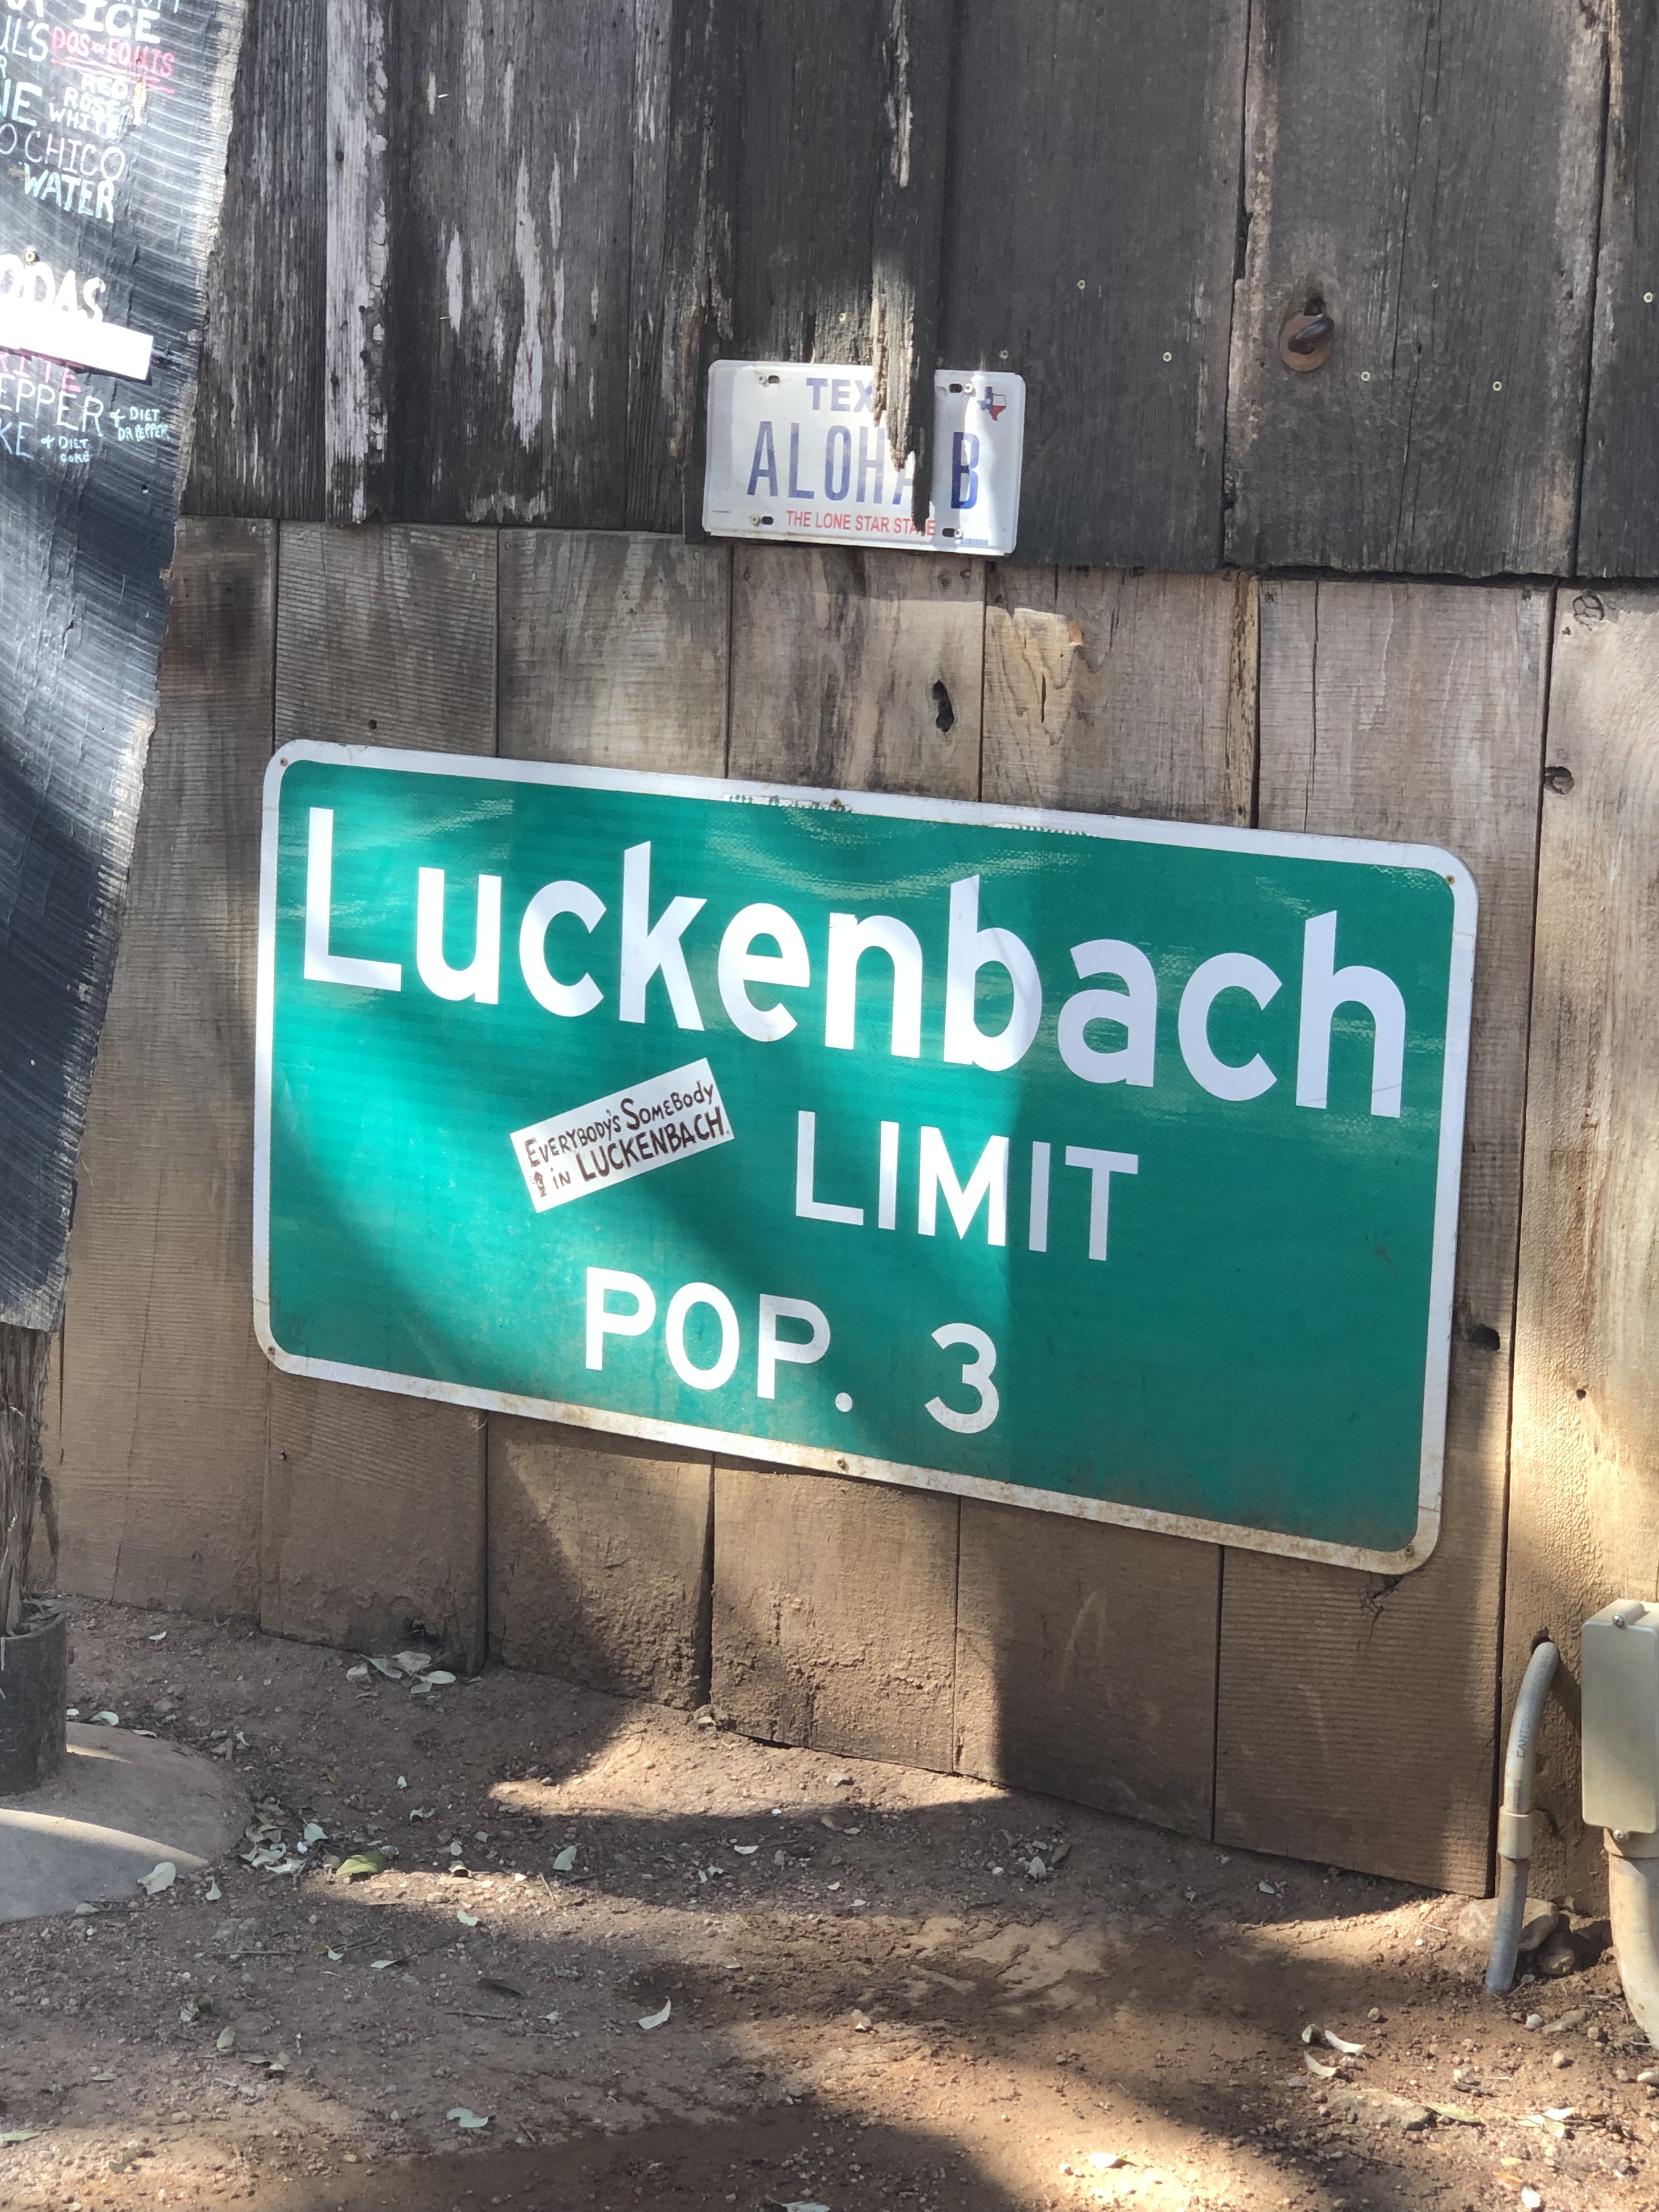 ICE
DOS-EQUIS
RED
ROSE
WHITE
CHICO
WATER
+ DIET
DR PEPPER
+ DIET
COKE
TEX
ALOHA B
THE LONE STAR STATE
Luckenbach
EVERYBODY'S SOMEBODY
IN LUCKENBACH.
LIMIT
POP. 3